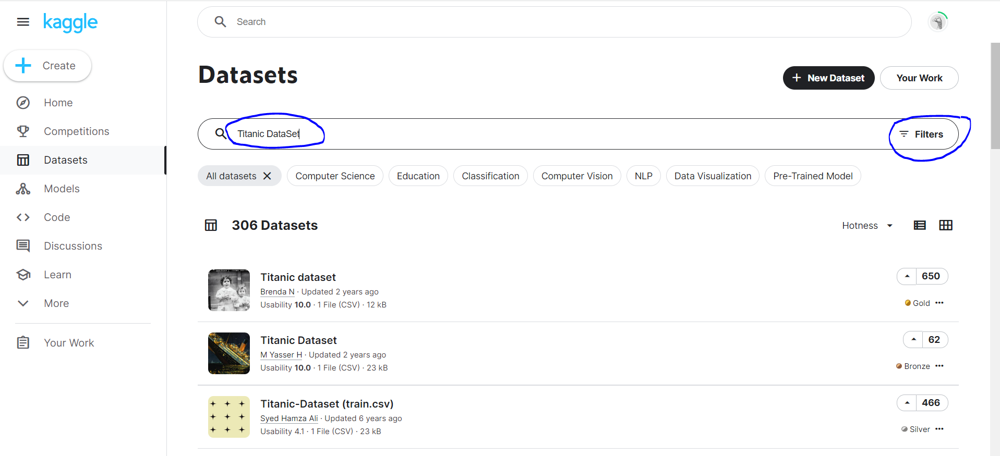 kaggle
Search
Create
Home
Competitions
Datasets
Models
Code
Discussions
Learn
More
Your Work
Datasets
New Dataset
Your Work
Titanic DataSet
Filters
All datasets
Computer Science
Education
Classification
Computer Vision
NLP
Data Visualization
Pre-Trained Model
306 Datasets
Hotness
Titanic dataset
Brenda N · Updated 2 years ago
Usability 10.0 · 1 File (CSV) · 12 kB
650
Gold
Titanic Dataset
M Yasser H · Updated 2 years ago
Usability 10.0 · 1 File (CSV) · 23 kB
62
Bronze
Titanic-Dataset (train.csv)
Syed Hamza Ali · Updated 6 years ago
Usability 4.1 · 1 File (CSV) · 23 kB
466
Silver